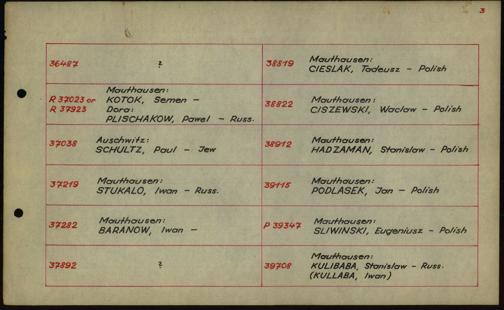 3
36487 ?
R 37023 or
R 37923
Mauthausen:
KOTOK, Semen –
Dora:
PLISCHAKOW, Pawel – Russ.
37038
Auschwitz:
SCHULTZ, Paul – Jew
37219
Mauthausen:
STUKALO, Iwan – Russ.
37282
Mauthausen:
BARANOW, Iwan –
37892 ?
38819
Mauthausen:
CIESLAK, Tadeusz – Polish
38822
Mauthausen:
CISZEWSKI, Waclaw – Polish
38912
Mauthausen:
HADZAMAN, Stanislaw – Polish
39115
Mauthausen:
PODLASEK, Jan – Polish
P 39347
Mauthausen:
SLIWINSKI, Eugeniusz – Polish
39708
Mauthausen:
KULIBABA, Stanislaw – Russ.
(KULLABA, Iwan)